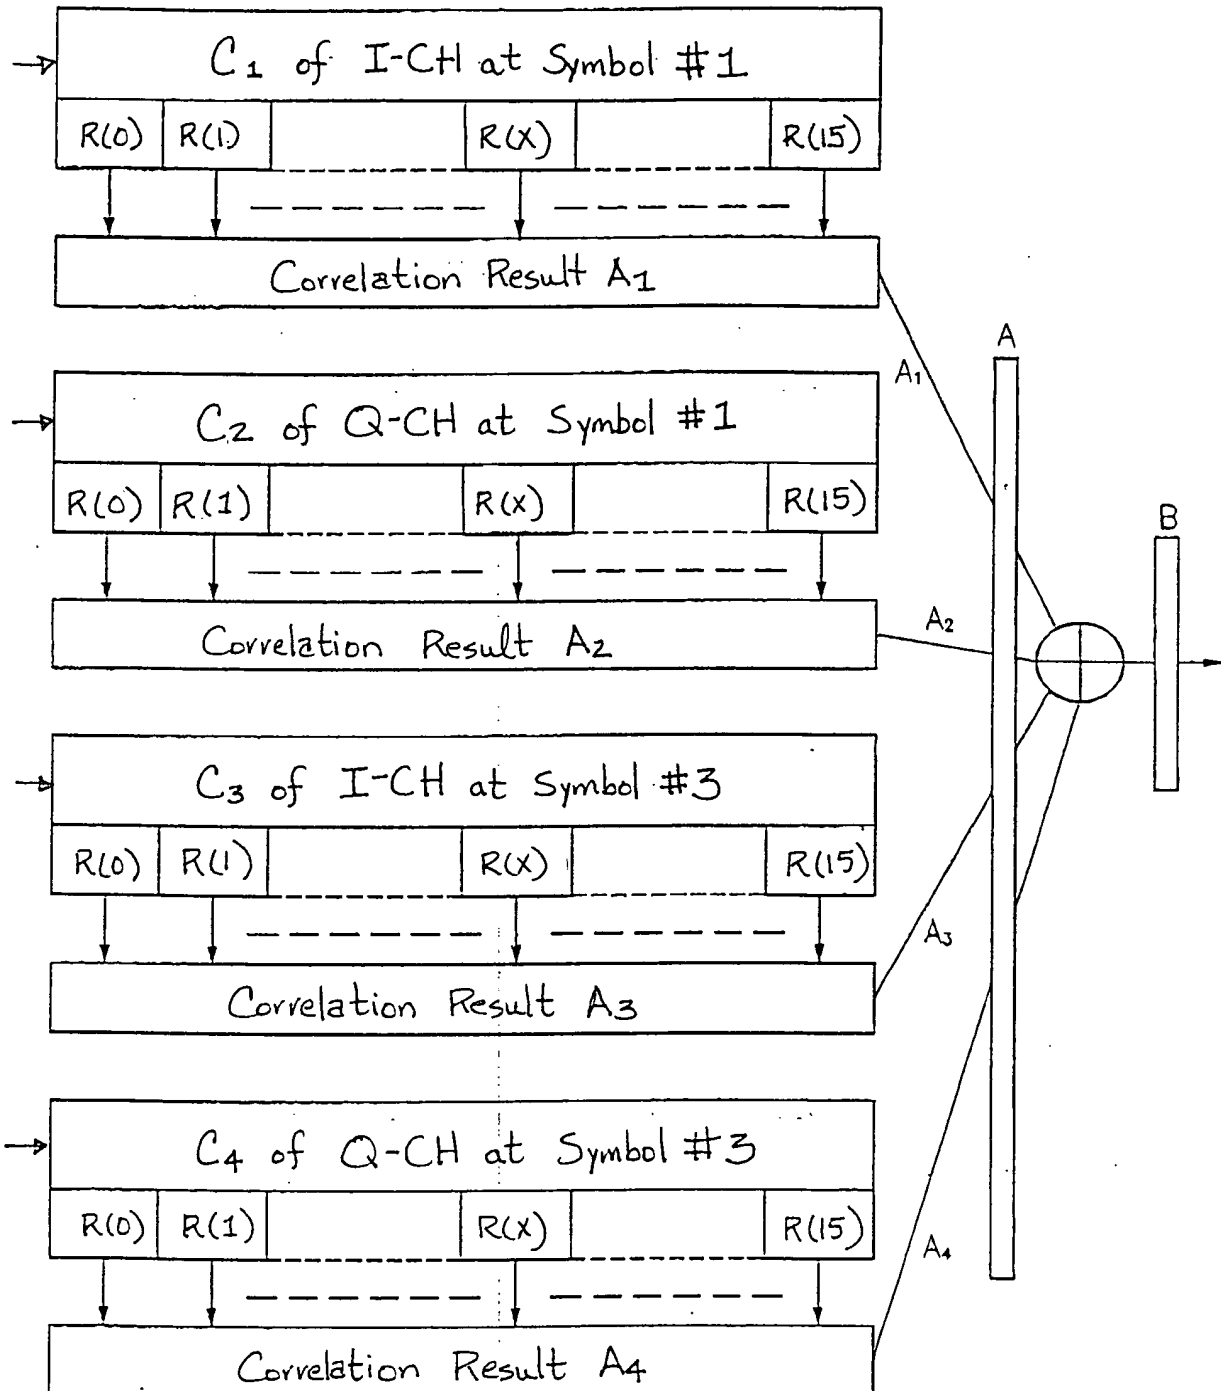 C1 of I-CH at Symbol #1
R(0) R(1) R(X) R(15)
Correlation Result A1
A
A1
C2 of Q-CH at Symbol #1
R(0) R(1) R(X) R(15)
B
Correlation Result A2
A2
C3 of I-CH at Symbol #3
R(0) R(1) R(X) R(15)
A3
Correlation Result A3
C4 of Q-CH at Symbol #3
R(0) R(1) R(X) R(15)
A4
Correlation Result A4